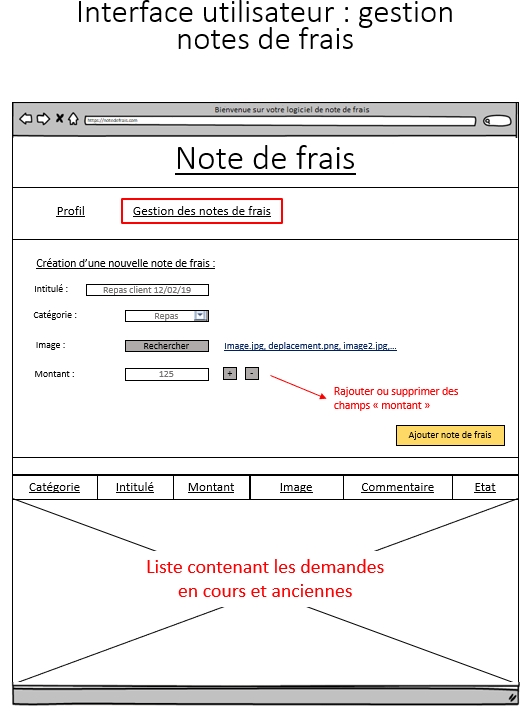 Interface utilisateur : gestion
notes de frais
Bienvenue sur votre logiciel de note de frais
https://notedefrais.com
Note de frais
Profil
Gestion des notes de frais
Création d'une nouvelle note de frais :
Intitulé :
Repas client 12/02/19
Catégorie :
Repas
Image :
Rechercher
Image.jpg, deplacement.png, image2.jpg,...
Montant :
125
+
-
Rajouter ou supprimer des
champs « montant »
Ajouter note de frais
Catégorie
Intitulé
Montant
Image
Commentaire
Etat
Liste contenant les demandes
en cours et anciennes